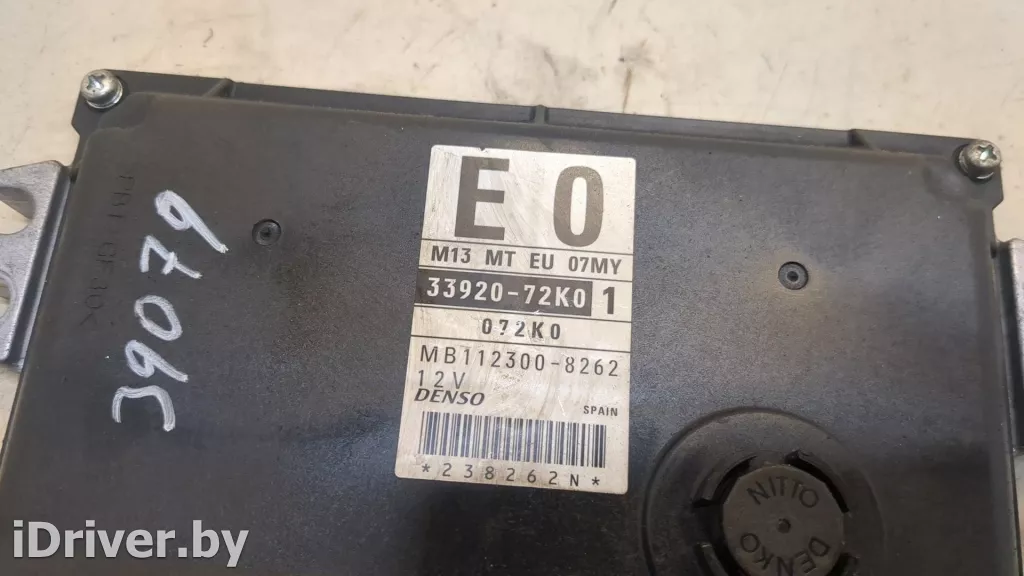 E 0
M13 MT EU 07MY
33920-72K0 1
072K0
MB112300-8262
12V
DENSO SPAIN
*238262N*
39079
NITTO
DENKO
iDriver.by